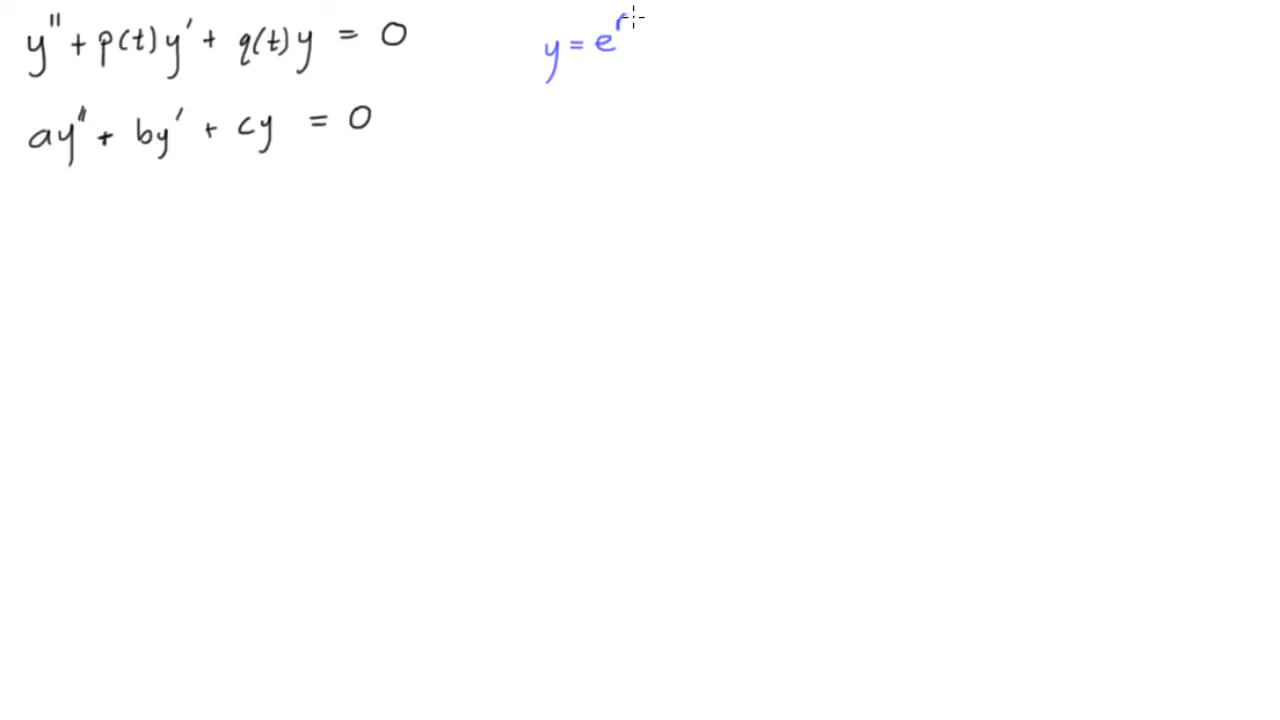 y'' + p(t)y' + q(t)y = 0
y = e^r
ay'' + by' + cy = 0